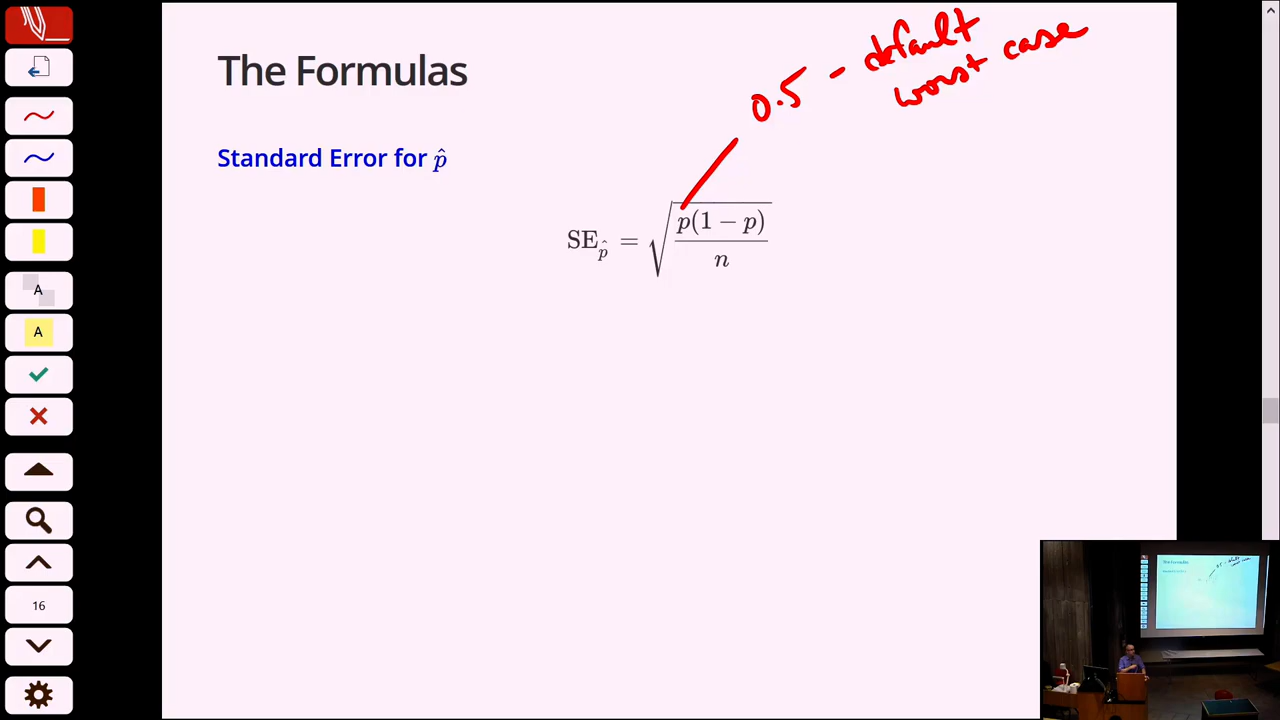 The Formulas
0.5 - default
worst case
Standard Error for p̂
SE_p̂ = √(p(1 − p)/n)
A
A
16